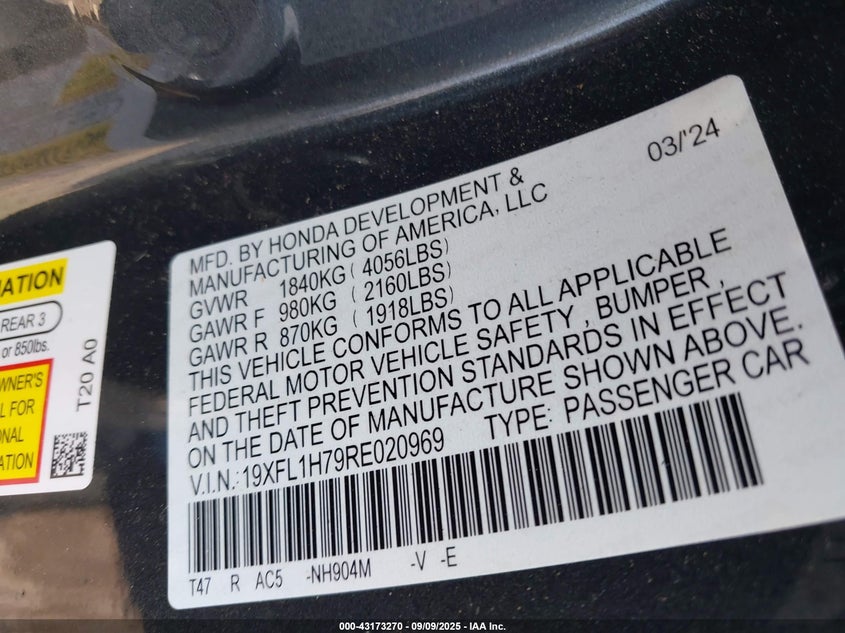 03/'24
MFD. BY HONDA DEVELOPMENT &
MANUFACTURING OF AMERICA, LLC
GVWR 1840KG ( 4056LBS)
GAWR F 980KG ( 2160LBS)
GAWR R 870KG ( 1918LBS)
THIS VEHICLE CONFORMS TO ALL APPLICABLE
FEDERAL MOTOR VEHICLE SAFETY , BUMPER ,
AND THEFT PREVENTION STANDARDS IN EFFECT
ON THE DATE OF MANUFACTURE SHOWN ABOVE.
V.I.N.:19XFL1H79RE020969 TYPE: PASSENGER CAR
T47 R AC5 -NH904M -V -E
REAR 3
or 850lbs.
T20 A0
FOR
000-43173270 - 09/09/2025 - IAA Inc.